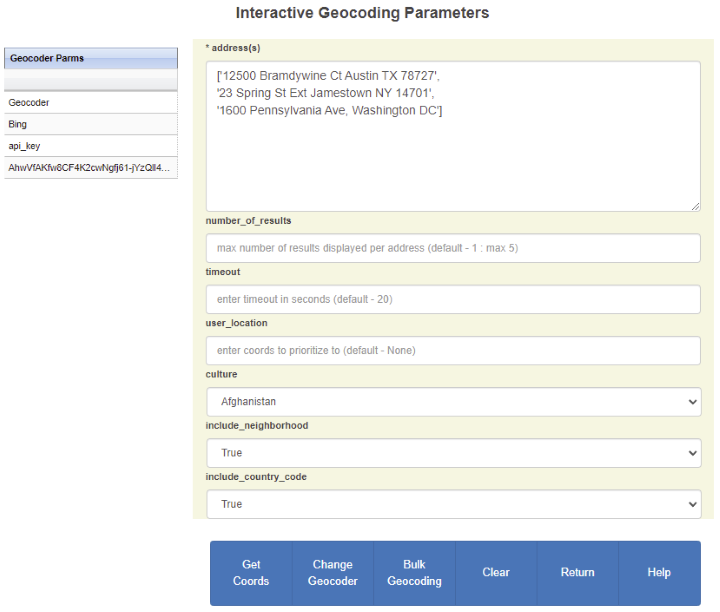 Interactive Geocoding Parameters
Geocoder Parms
Geocoder
Bing
api_key
AhwVfAKfw8CF4K2cwNgfj61-jYzQll4...
* address(s)
['12500 Bramdywine Ct Austin TX 78727',
'23 Spring St Ext Jamestown NY 14701',
'1600 Pennsylvania Ave, Washington DC']
number_of_results
max number of results displayed per address (default - 1 : max 5)
timeout
enter timeout in seconds (default - 20)
user_location
enter coords to prioritize to (default - None)
culture
Afghanistan
include_neighborhood
True
include_country_code
True
Get
Coords
Change
Geocoder
Bulk
Geocoding
Clear
Return
Help